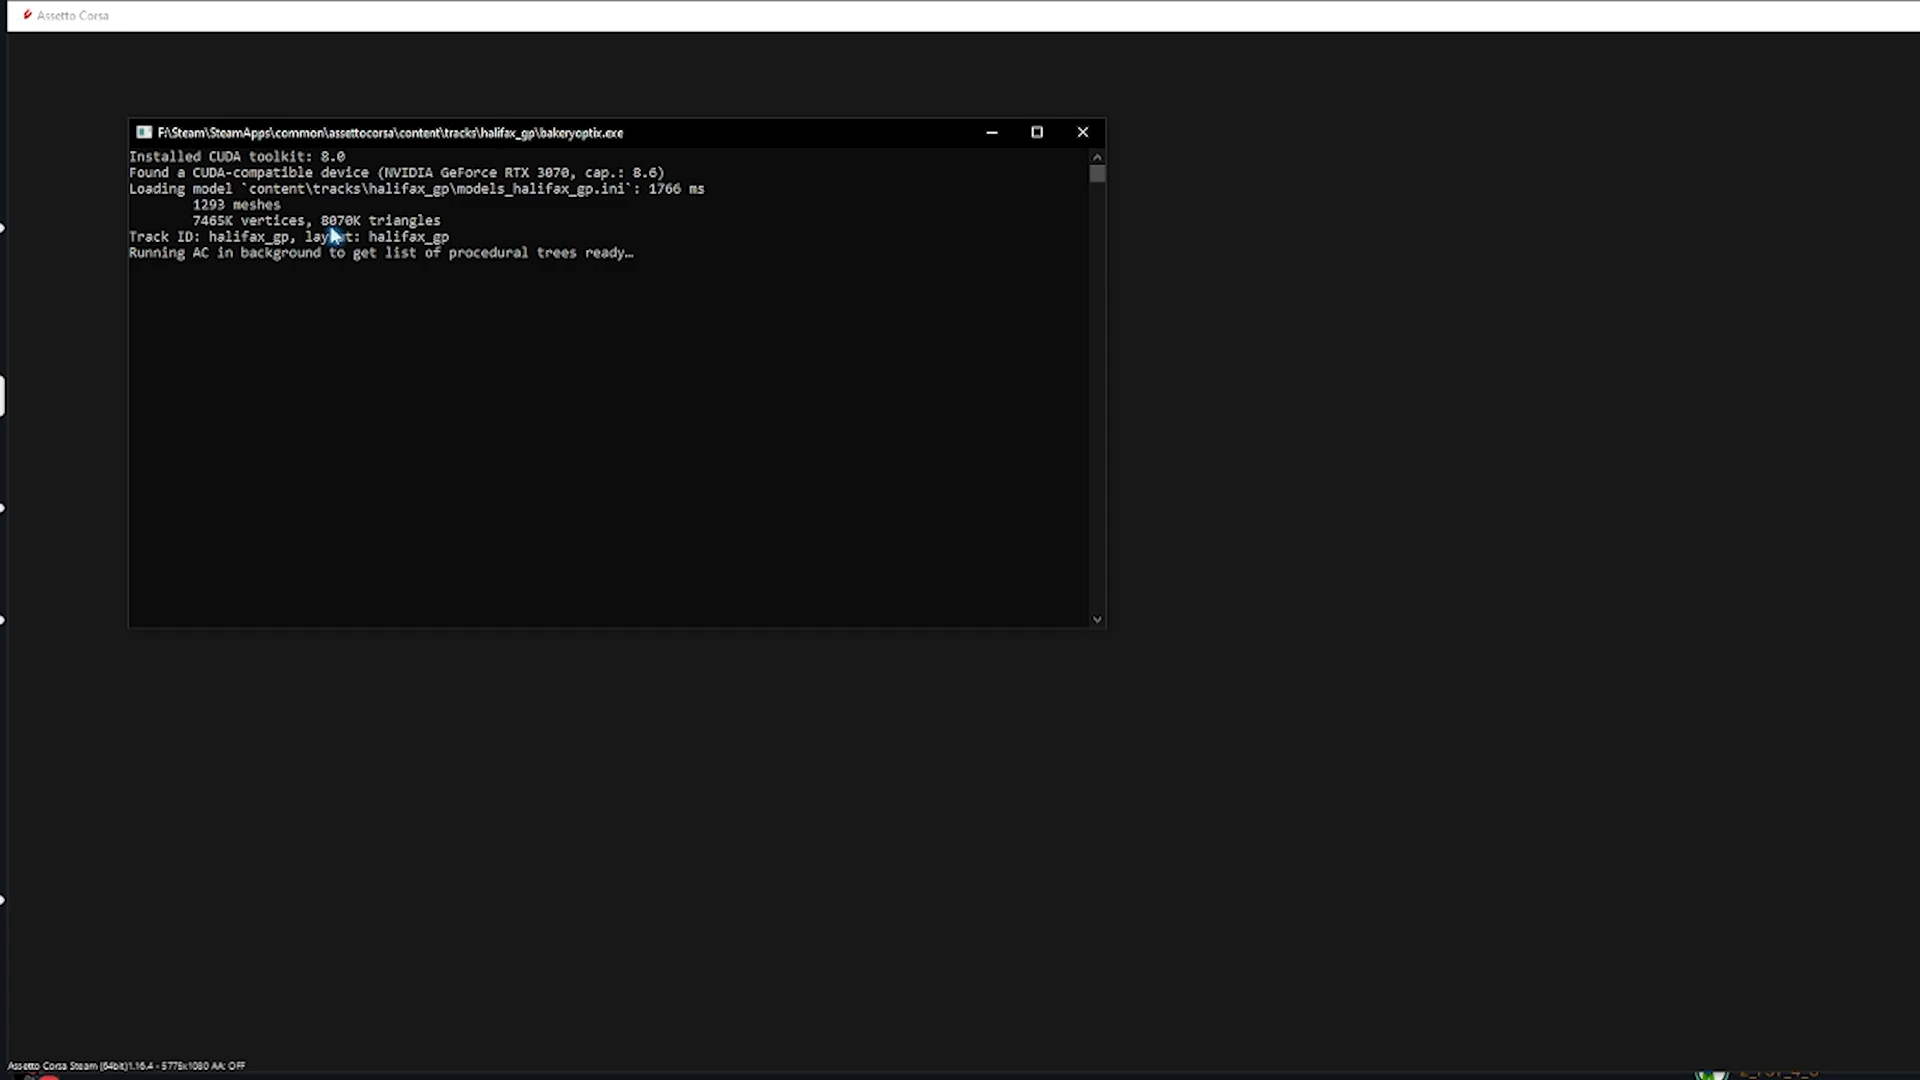 Assetto Corsa
F:\Steam\SteamApps\common\assettocorsa\content\tracks\halifax_gp\bakeryoptix.exe
Installed CUDA toolkit: 8.0
Found a CUDA-compatible device (NVIDIA GeForce RTX 3070, cap.: 8.6)
Loading model `content\tracks\halifax_gp\models_halifax_gp.ini`: 1766 ms
1293 meshes
7465K vertices, 8070K triangles
Track ID: halifax_gp, layout: halifax_gp
Running AC in background to get list of procedural trees ready…
Assetto Corsa Steam (64bit)1.16.4 - 5775x1080 AA: OFF